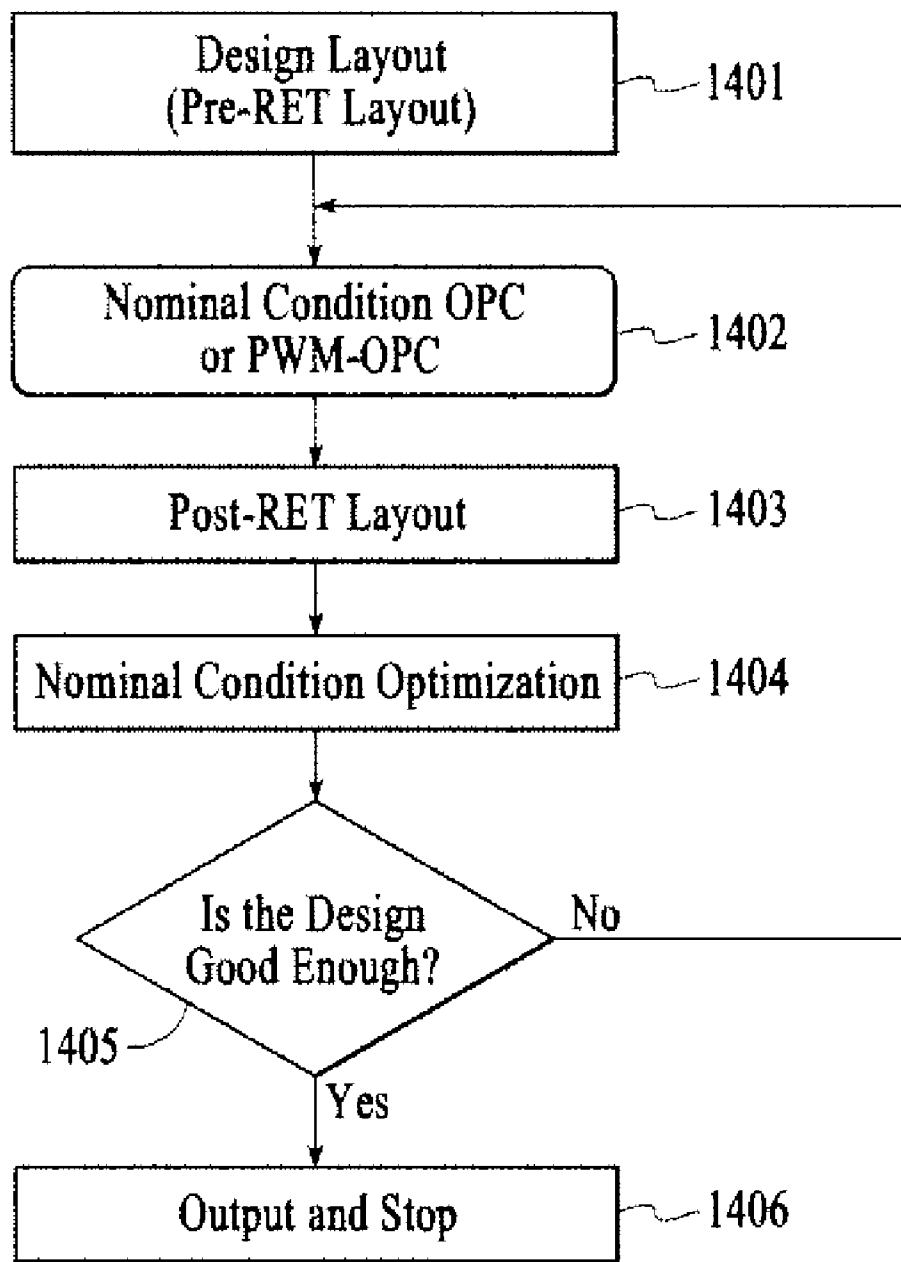 Design Layout
(Pre-RET Layout)
1401
Nominal Condition OPC
or PWM-OPC
1402
Post-RET Layout
1403
Nominal Condition Optimization
1404
Is the Design
Good Enough?
No
1405
Yes
Output and Stop
1406